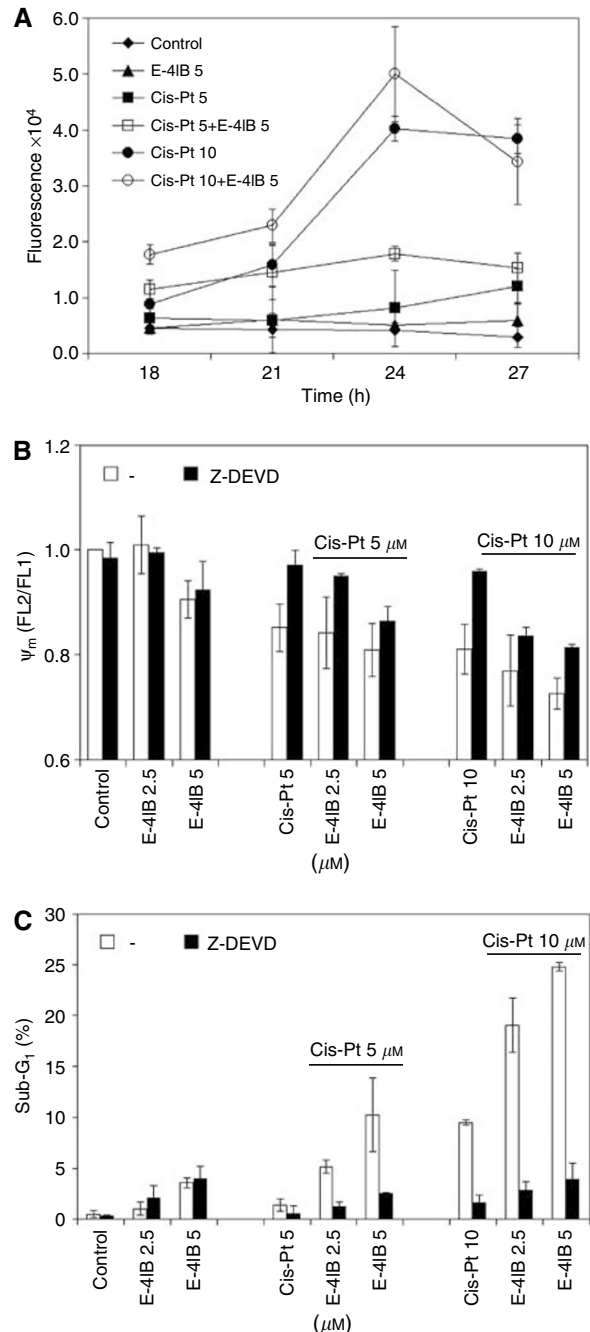 A
6.0
5.0
4.0
3.0
2.0
1.0
0.0
Fluorescence ×10⁴
Control
E-4IB 5
Cis-Pt 5
Cis-Pt 5+E-4IB 5
Cis-Pt 10
Cis-Pt 10+E-4IB 5
18 21 24 27
Time (h)
B
1.2
1.0
0.8
0.6
Ψm (FL2/FL1)
- Z-DEVD
Cis-Pt 5 μM
Cis-Pt 10 μM
Control
E-4IB 2.5
E-4IB 5
Cis-Pt 5
E-4IB 2.5
E-4IB 5
Cis-Pt 10
E-4IB 2.5
E-4IB 5
(μM)
C
30
25
20
15
10
5
0
Sub-G₁ (%)
- Z-DEVD
Cis-Pt 5 μM
Cis-Pt 10 μM
Control
E-4IB 2.5
E-4IB 5
Cis-Pt 5
E-4IB 2.5
E-4IB 5
Cis-Pt 10
E-4IB 2.5
E-4IB 5
(μM)